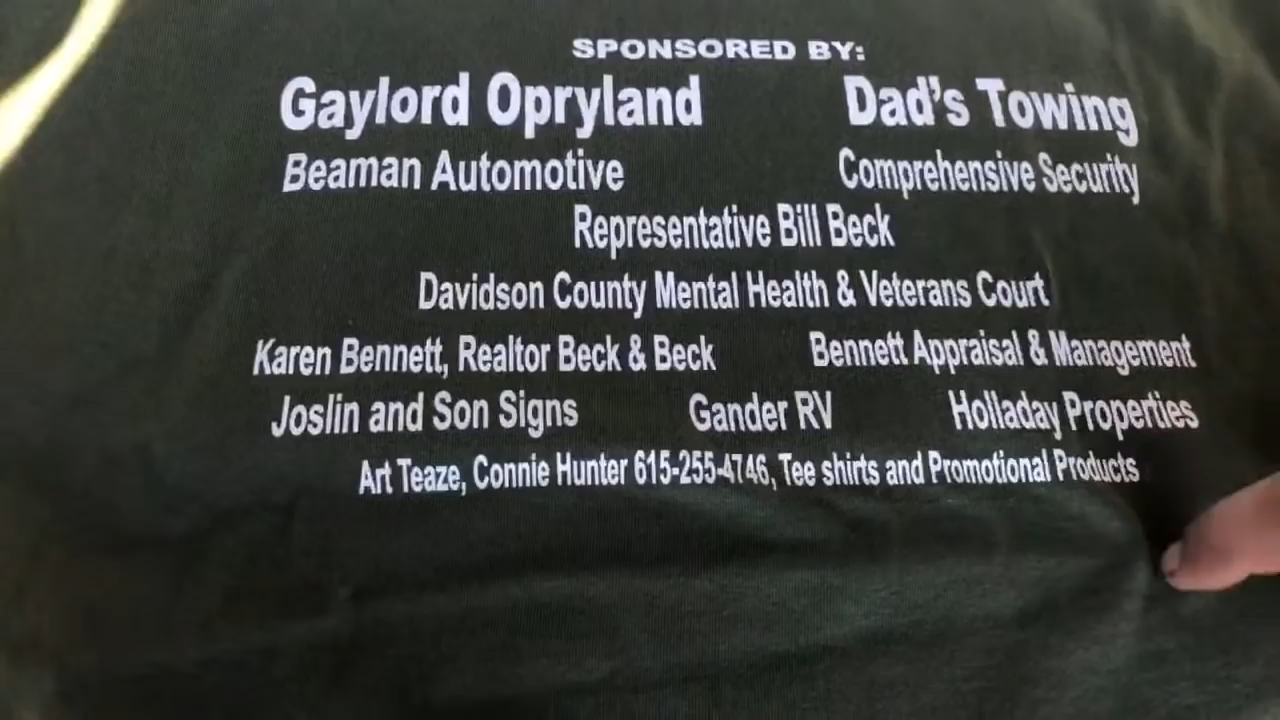 SPONSORED BY:
Gaylord Opryland Dad's Towing
Beaman Automotive Comprehensive Security
Representative Bill Beck
Davidson County Mental Health & Veterans Court
Karen Bennett, Realtor Beck & Beck Bennett Appraisal & Management
Joslin and Son Signs Gander RV Holladay Properties
Art Teaze, Connie Hunter 615-255-4746, Tee shirts and Promotional Products